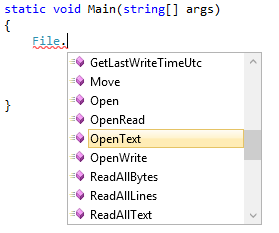 static void Main(string[] args)
{
File.
GetLastWriteTimeUtc
Move
Open
OpenRead
OpenText
OpenWrite
ReadAllBytes
ReadAllLines
ReadAllText
}